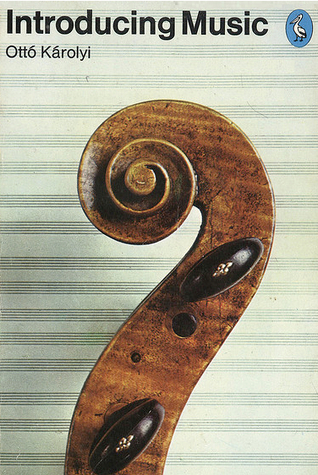 Introducing Music
Ottó Károlyi